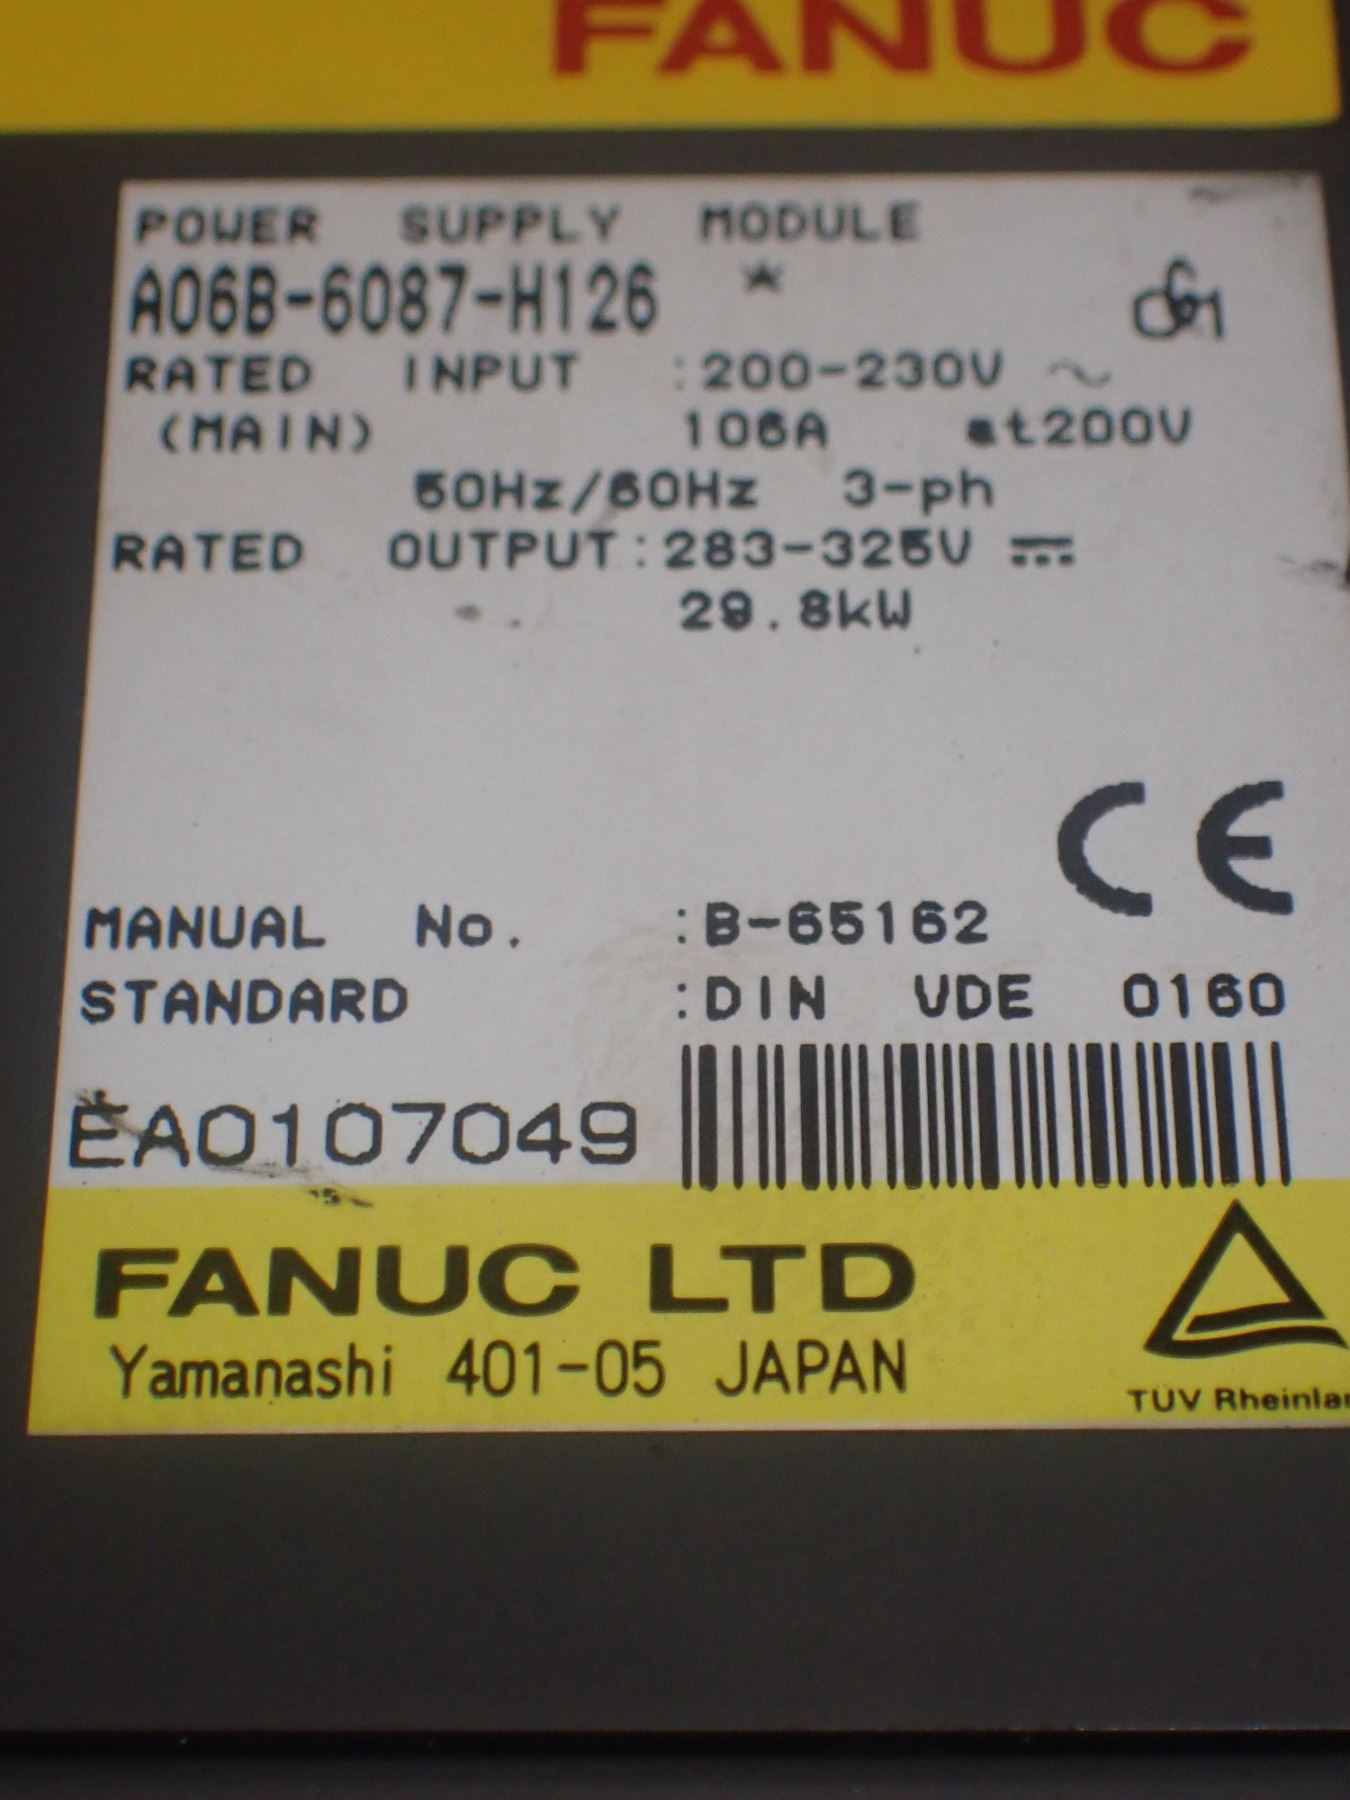 FANUC
POWER SUPPLY MODULE
A06B-6087-H126 *
RATED INPUT :200-230V ~
(MAIN) 106A at200V
50Hz/60Hz 3-ph
RATED OUTPUT:283-325V ⎓
29.8kW
CE
MANUAL No. :B-65162
STANDARD :DIN VDE 0160
EA0107049
FANUC LTD
Yamanashi 401-05 JAPAN
TÜV Rheinlan